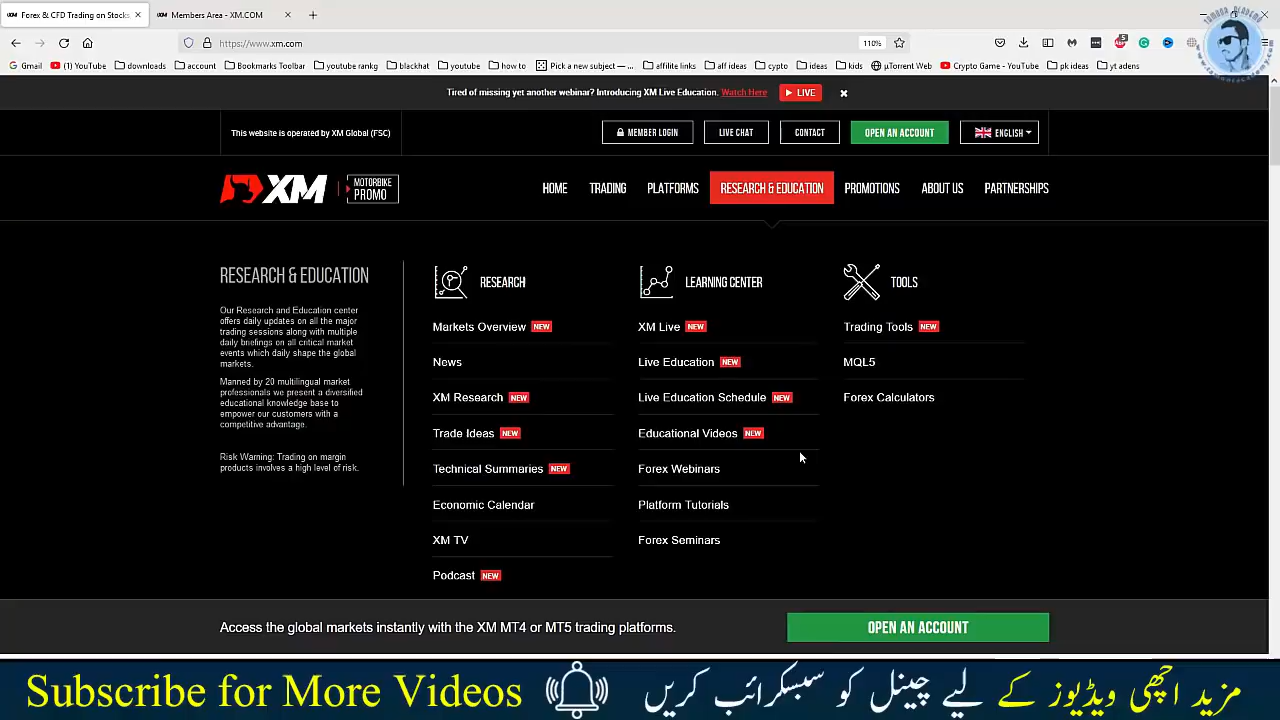 Forex & CFD Trading on Stocks
Members Area - XM.COM
https://www.xm.com
110%
Gmail
(1) YouTube
downloads
account
Bookmarks Toolbar
youtube rankg
blackhat
youtube
how to
Pick a new subject — ...
affilite links
aff ideas
cypto
ideas
kids
µTorrent Web
Crypto Game - YouTube
pk ideas
yt adens
Tired of missing yet another webinar? Introducing XM Live Education. Watch Here
LIVE
This website is operated by XM Global (FSC)
MEMBER LOGIN
LIVE CHAT
CONTACT
OPEN AN ACCOUNT
ENGLISH
XM
MOTORBIKE
PROMO
HOME
TRADING
PLATFORMS
RESEARCH & EDUCATION
PROMOTIONS
ABOUT US
PARTNERSHIPS
RESEARCH & EDUCATION
Our Research and Education center
offers daily updates on all the major
trading sessions along with multiple
daily briefings on all critical market
events which daily shape the global
markets.
Manned by 20 multilingual market
professionals we present a diversified
educational knowledge base to
empower our customers with a
competitive advantage.
Risk Warning: Trading on margin
products involves a high level of risk.
RESEARCH
Markets Overview NEW
News
XM Research NEW
Trade Ideas NEW
Technical Summaries NEW
Economic Calendar
XM TV
Podcast NEW
LEARNING CENTER
XM Live NEW
Live Education NEW
Live Education Schedule NEW
Educational Videos NEW
Forex Webinars
Platform Tutorials
Forex Seminars
TOOLS
Trading Tools NEW
MQL5
Forex Calculators
Access the global markets instantly with the XM MT4 or MT5 trading platforms.
OPEN AN ACCOUNT
Subscribe for More Videos
مزید اچھی ویڈیوز کے لیے چینل کو سبسکرائب کریں